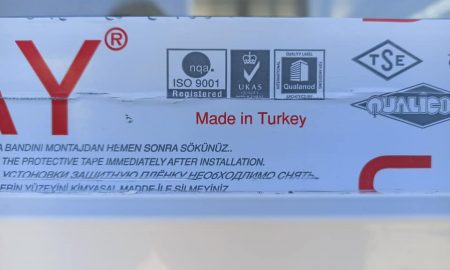 AY®
nqa.
ISO 9001
Registered
UKAS
QUALITY LABEL
Qualanod
TSE
QUALICO
Made in Turkey
A BANDINI MONTAJDAN HEMEN SONRA SÖKÜNÜZ..
THE PROTECTIVE TAPE IMMEDIATELY AFTER INSTALLATION.
УСТАНОВКИ ЗАЩИТНУЮ ПЛЁНКУ НЕОБХОДИМО СНЯТЬ
ERİN YÜZEYİNİ KİMYASAL MADDE İLE SİLMEYİNİZ